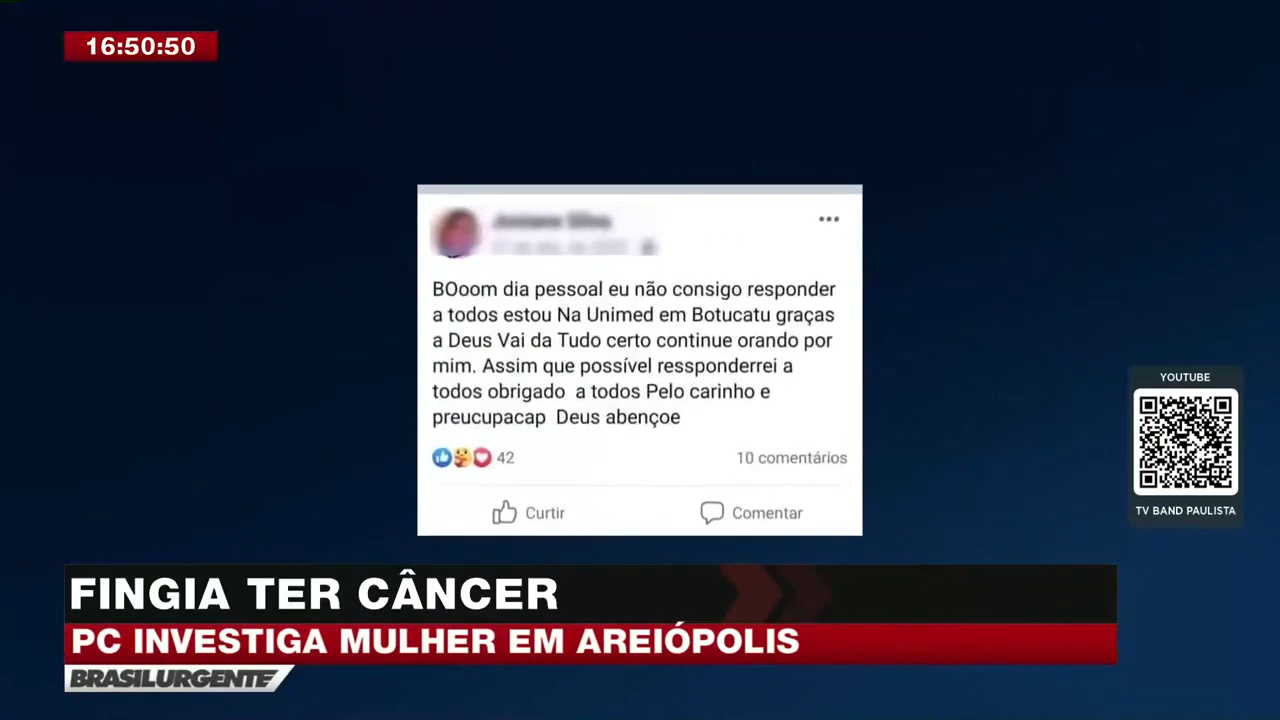 16:50:50
BOoom dia pessoal eu não consigo responder
a todos estou Na Unimed em Botucatu graças
a Deus Vai da Tudo certo continue orando por
mim. Assim que possível ressponderrei a
todos obrigado a todos Pelo carinho e
preucupacap Deus abençoe
42
10 comentários
Curtir
Comentar
YOUTUBE
TV BAND PAULISTA
FINGIA TER CÂNCER
PC INVESTIGA MULHER EM AREIÓPOLIS
BRASILURGENTE